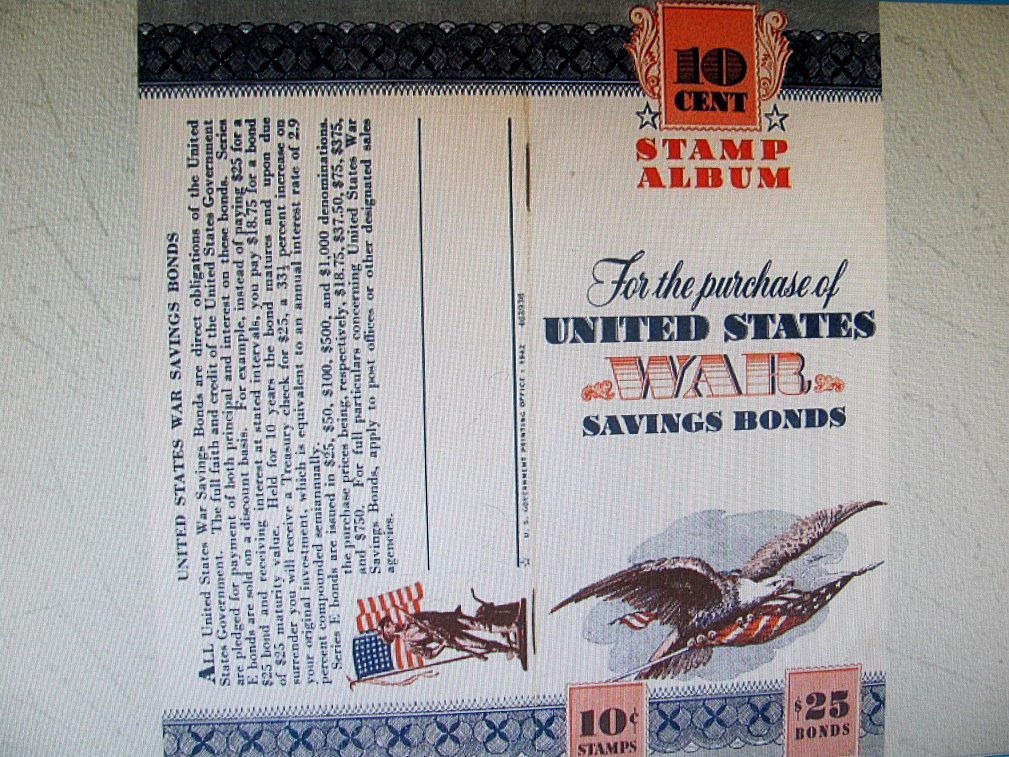 UNITED STATES WAR SAVINGS BONDS
ALL United States War Savings Bonds are direct obligations of the United
States Government. The full faith and credit of the United States Government
are pledged for payment of both principal and interest on these bonds. Series
E bonds are sold on a discount basis. For example, instead of paying $25 for a
$25 bond and receiving interest at stated intervals, you pay $18.75 for a bond
of $25 maturity value. Held for 10 years the bond matures and upon due
surrender you will receive a Treasury check for $25, a 33⅓ percent increase on
your original investment, which is equivalent to an annual interest rate of 2.9
percent compounded semiannually.
Series E bonds are issued in $25, $50, $100, $500, and $1,000 denominations,
the purchase prices being, respectively, $18.75, $37.50, $75, $375,
and $750. For full particulars concerning United States War
Savings Bonds, apply to post offices or other designated sales
agencies.
☆ U. S. GOVERNMENT PRINTING OFFICE : 1942
10
CENT
STAMP
ALBUM
For the purchase of
UNITED STATES
WAR
SAVINGS BONDS
10¢
STAMPS
$25
BONDS